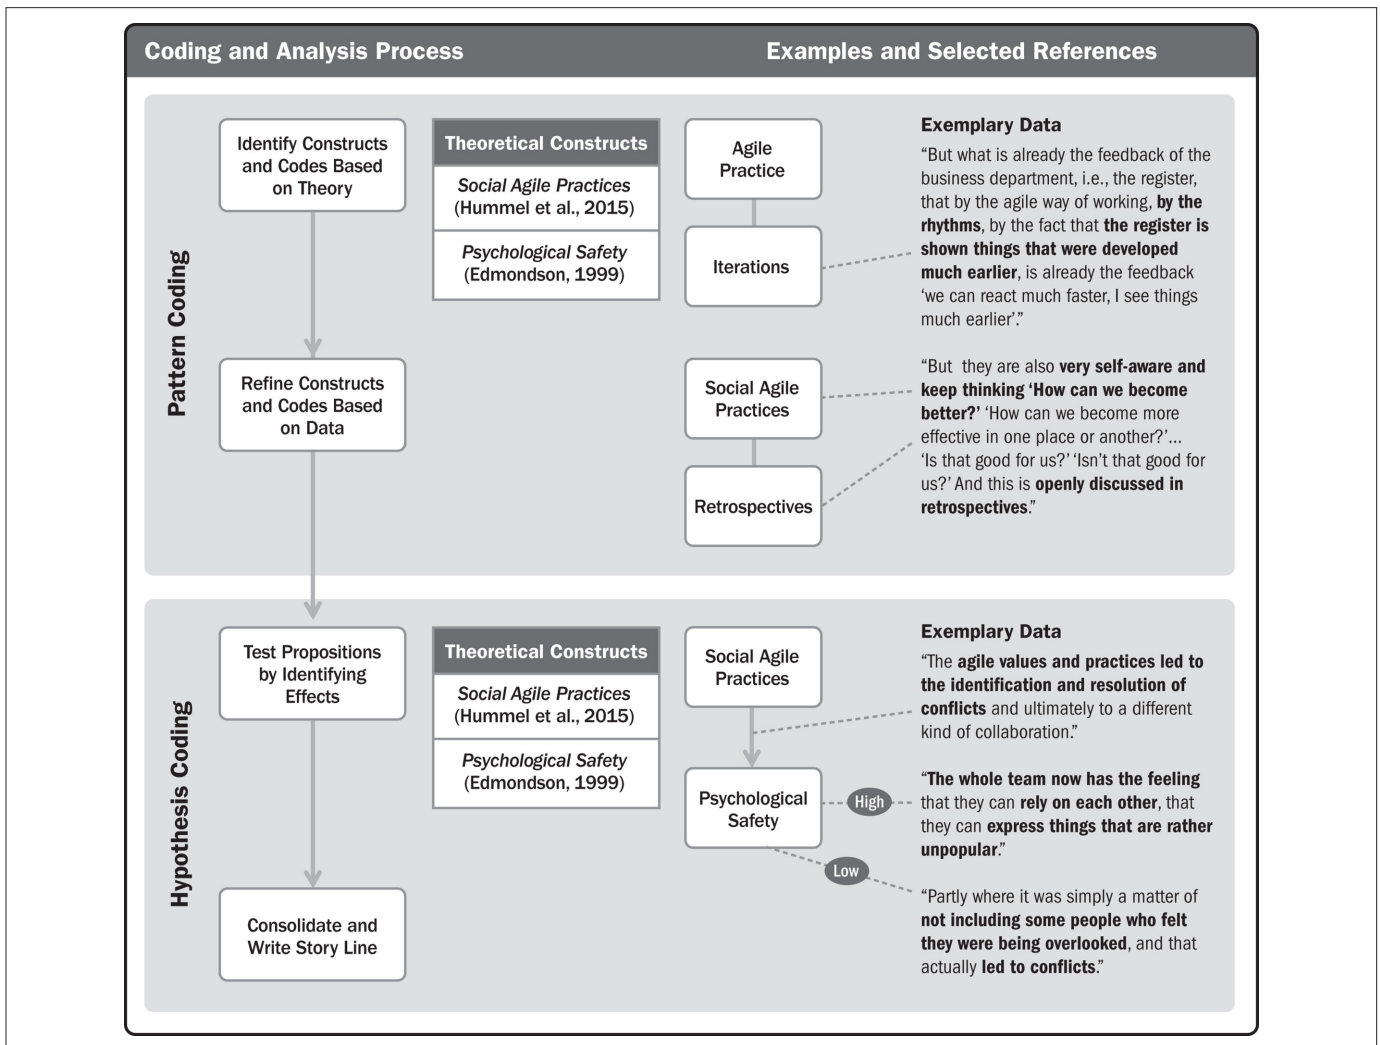 Coding and Analysis Process
Examples and Selected References
Pattern Coding
Identify Constructs
and Codes Based
on Theory
Theoretical Constructs
Social Agile Practices
(Hummel et al., 2015)
Psychological Safety
(Edmondson, 1999)
Agile
Practice
Iterations
Exemplary Data
“But what is already the feedback of the
business department, i.e., the register,
that by the agile way of working, by the
rhythms, by the fact that the register is
shown things that were developed
much earlier, is already the feedback
‘we can react much faster, I see things
much earlier’.”
Refine Constructs
and Codes Based
on Data
Social Agile
Practices
Retrospectives
“But they are also very self-aware and
keep thinking ‘How can we become
better?’ ‘How can we become more
effective in one place or another?’...
‘Is that good for us?’ ‘Isn’t that good for
us?’ And this is openly discussed in
retrospectives.”
Hypothesis Coding
Test Propositions
by Identifying
Effects
Theoretical Constructs
Social Agile Practices
(Hummel et al., 2015)
Psychological Safety
(Edmondson, 1999)
Social Agile
Practices
Exemplary Data
“The agile values and practices led to
the identification and resolution of
conflicts and ultimately to a different
kind of collaboration.”
Psychological
Safety
High
“The whole team now has the feeling
that they can rely on each other, that
they can express things that are rather
unpopular.”
Low
“Partly where it was simply a matter of
not including some people who felt
they were being overlooked, and that
actually led to conflicts.”
Consolidate and
Write Story Line